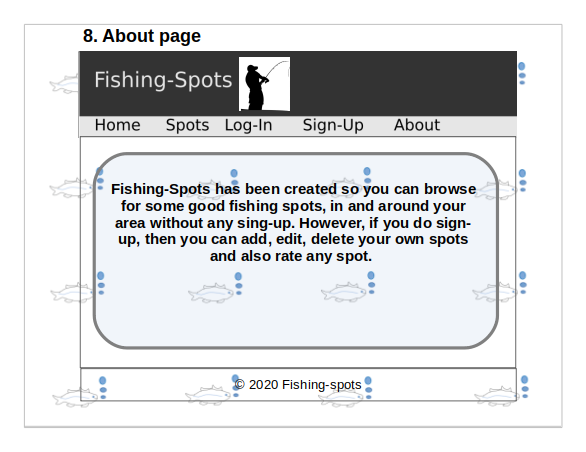 8. About page
Fishing-Spots
Home Spots Log-In Sign-Up About
Fishing-Spots has been created so you can browse
for some good fishing spots, in and around your
area without any sing-up. However, if you do sign-
up, then you can add, edit, delete your own spots
and also rate any spot.
© 2020 Fishing-spots